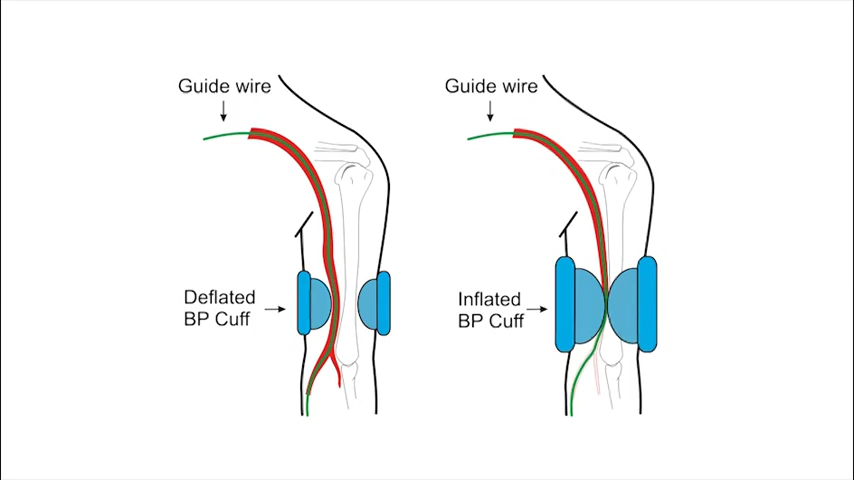 Guide wire
Guide wire
Deflated
BP Cuff
Inflated
BP Cuff